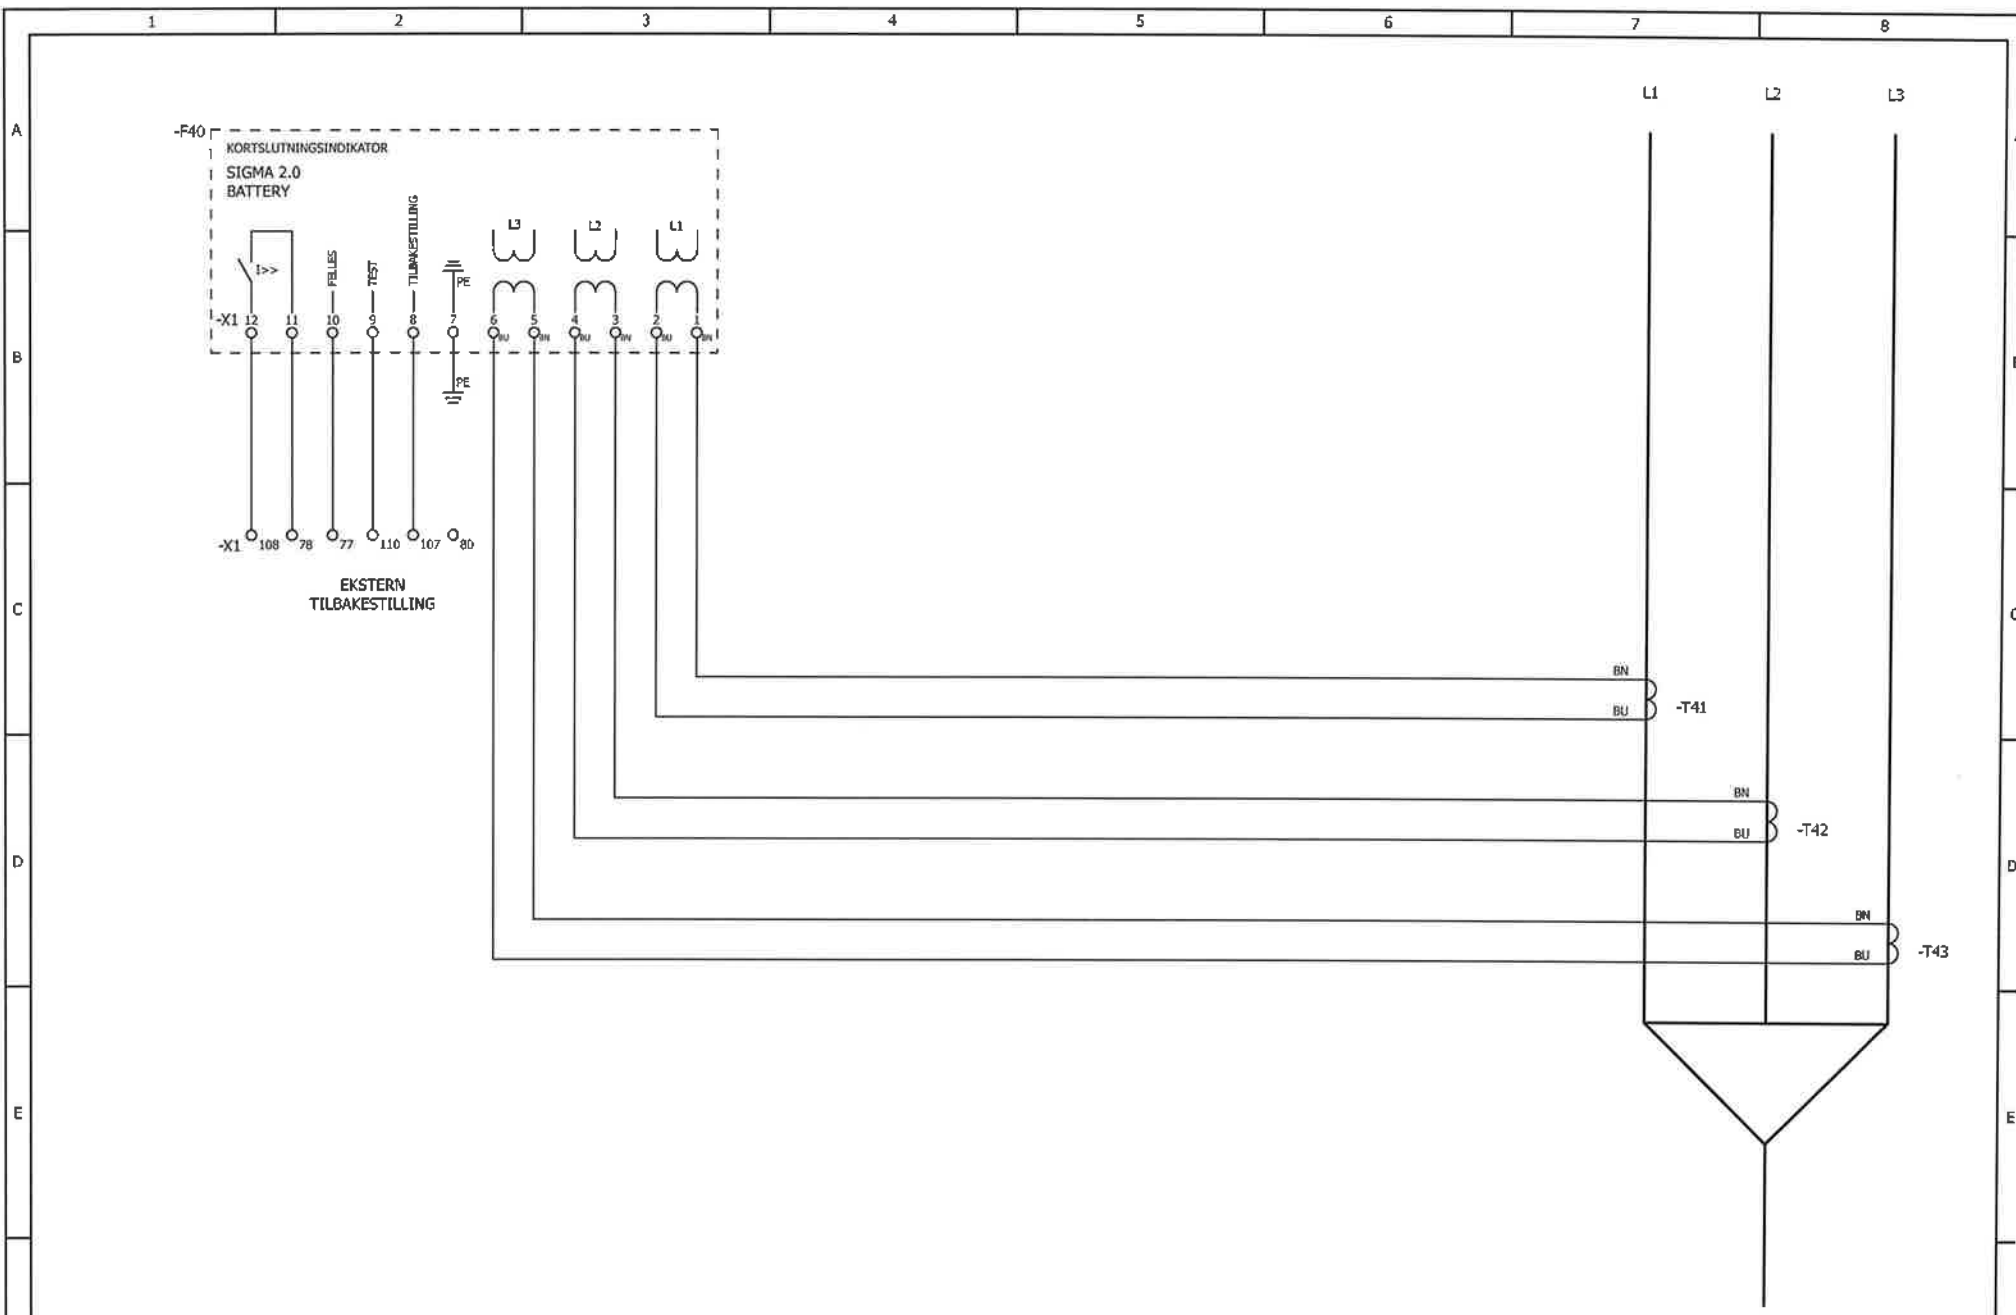 1 2 3 4 5 6 7 8
L1 L2 L3
A
-F40
KORTSLUTNINGSINDIKATOR
SIGMA 2.0
BATTERY
I>>
FELLES
TEST
TILBAKESTILLING
PE
L3 L2 L1
-X1 12 11 10 9 8 7 6 5 4 3 2 1
BU BN BU BN BU BN
B
PE
-X1 108 78 77 110 107 80
EKSTERN
TILBAKESTILLING
C
BN
BU -T41
BN
BU -T42
D D
BN
BU -T43
E E